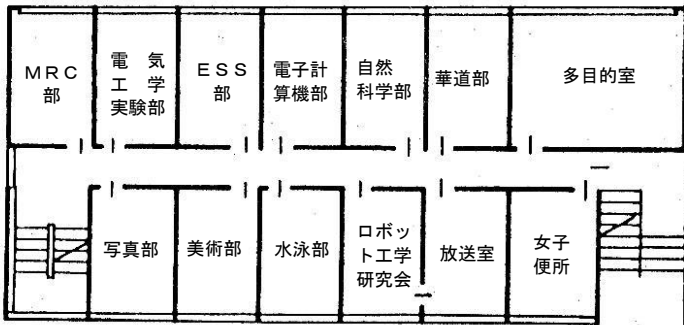 MRC
部
電気
工学
実験部
ESS
部
電子計
算機部
自然
科学部
華道部
多目的室
写真部
美術部
水泳部
ロボッ
ト工学
研究会
放送室
女子
便所